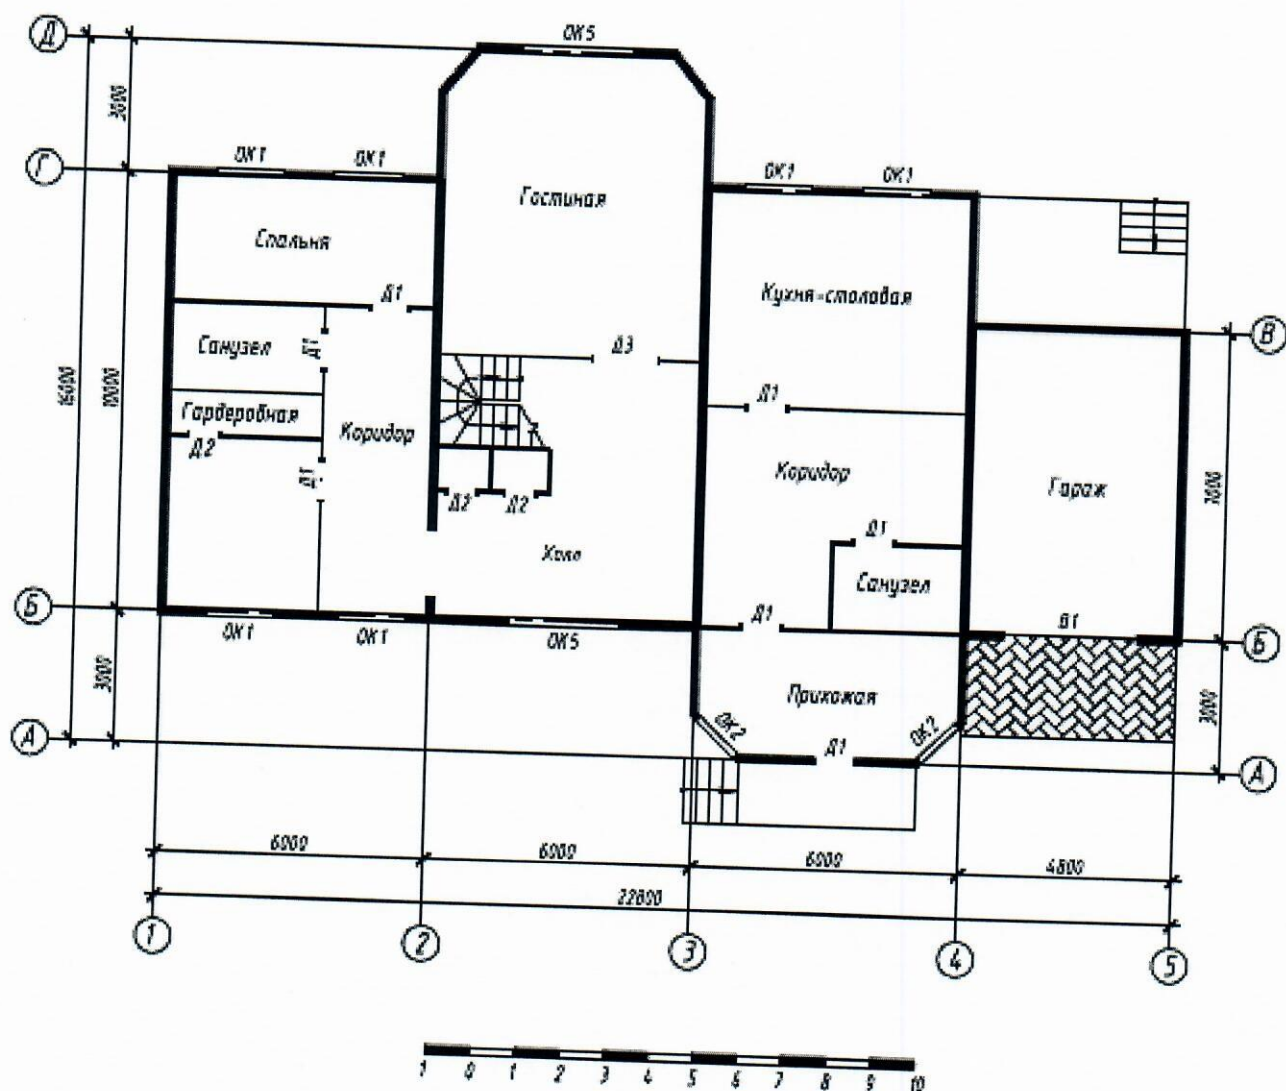 Д
ОК5
3000
Г
ОК1
ОК1
Гостиная
ОК1
ОК1
Спальня
Кухня-столовая
Д1
В
Санузел
Д1
Д3
16000
10000
Гардеробная
Д1
Д2
Коридор
Коридор
Гараж
7000
Д1
Д2
Д2
Д1
Холл
Санузел
Б
ОК1
ОК1
ОК5
Д1
В1
Б
3000
Прихожая
3000
А
ОК2
Д1
ОК2
А
6000
6000
6000
4800
22800
1
2
3
4
5
1 0 1 2 3 4 5 6 7 8 9 10